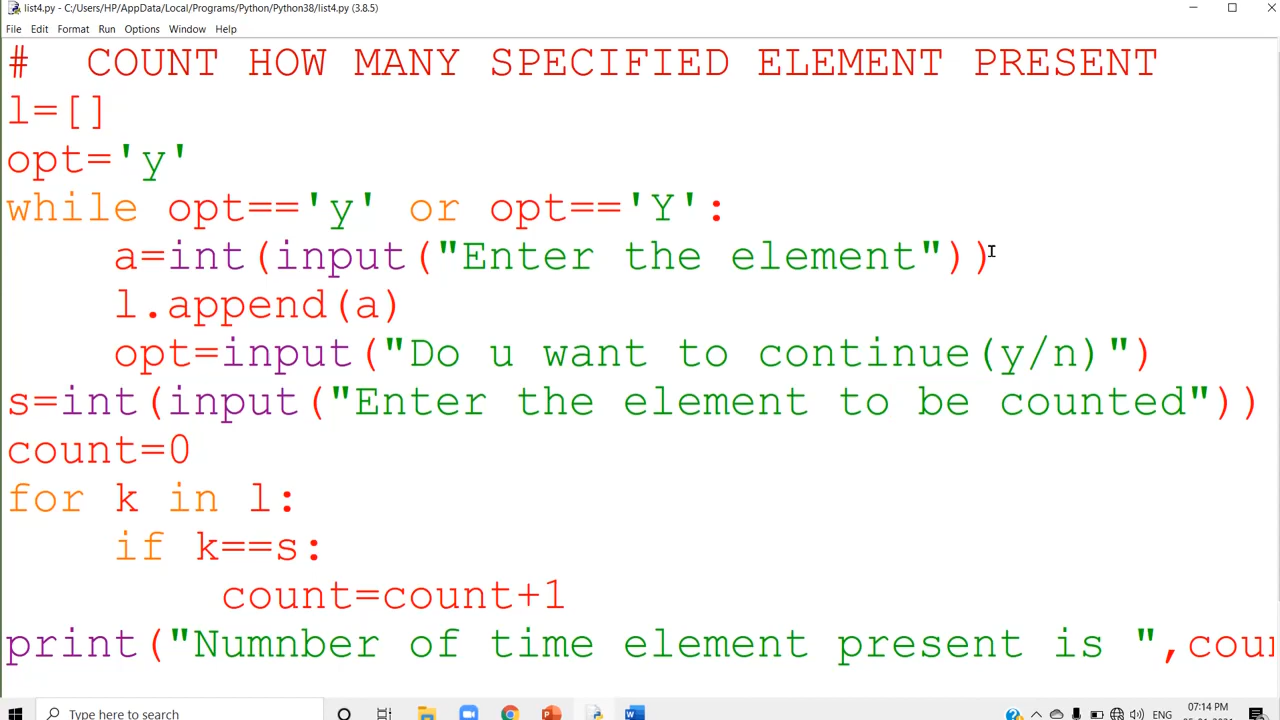 list4.py - C:/Users/HP/AppData/Local/Programs/Python/Python38/list4.py (3.8.5)
File Edit Format Run Options Window Help
#  COUNT HOW MANY SPECIFIED ELEMENT PRESENT
l=[]
opt='y'
while opt=='y' or opt=='Y':
    a=int(input("Enter the element"))
    l.append(a)
    opt=input("Do u want to continue(y/n)")
s=int(input("Enter the element to be counted"))
count=0
for k in l:
    if k==s:
        count=count+1
print("Numnber of time element present is ",coun
Type here to search
ENG
07:14 PM